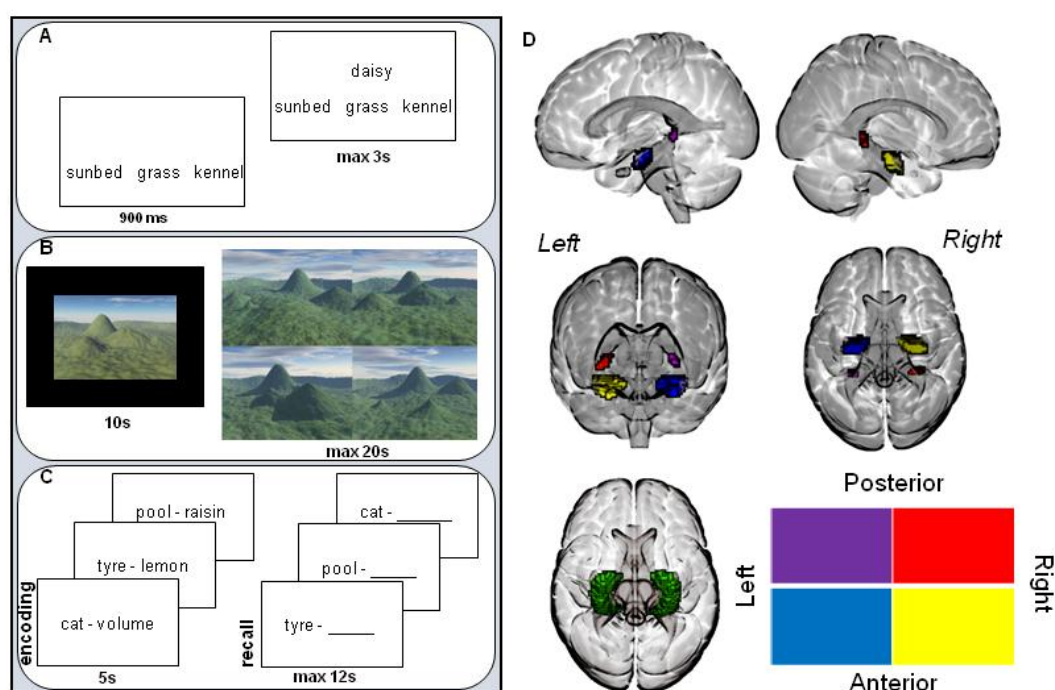 A
daisy
sunbed grass kennel
max 3s
sunbed grass kennel
900 ms
B
10s
max 20s
C
pool - raisin
tyre - lemon
cat - volume
encoding
5s
cat - ______
pool - _____
tyre - _____
recall
max 12s
D
Left
Right
Posterior
Left
Right
Anterior